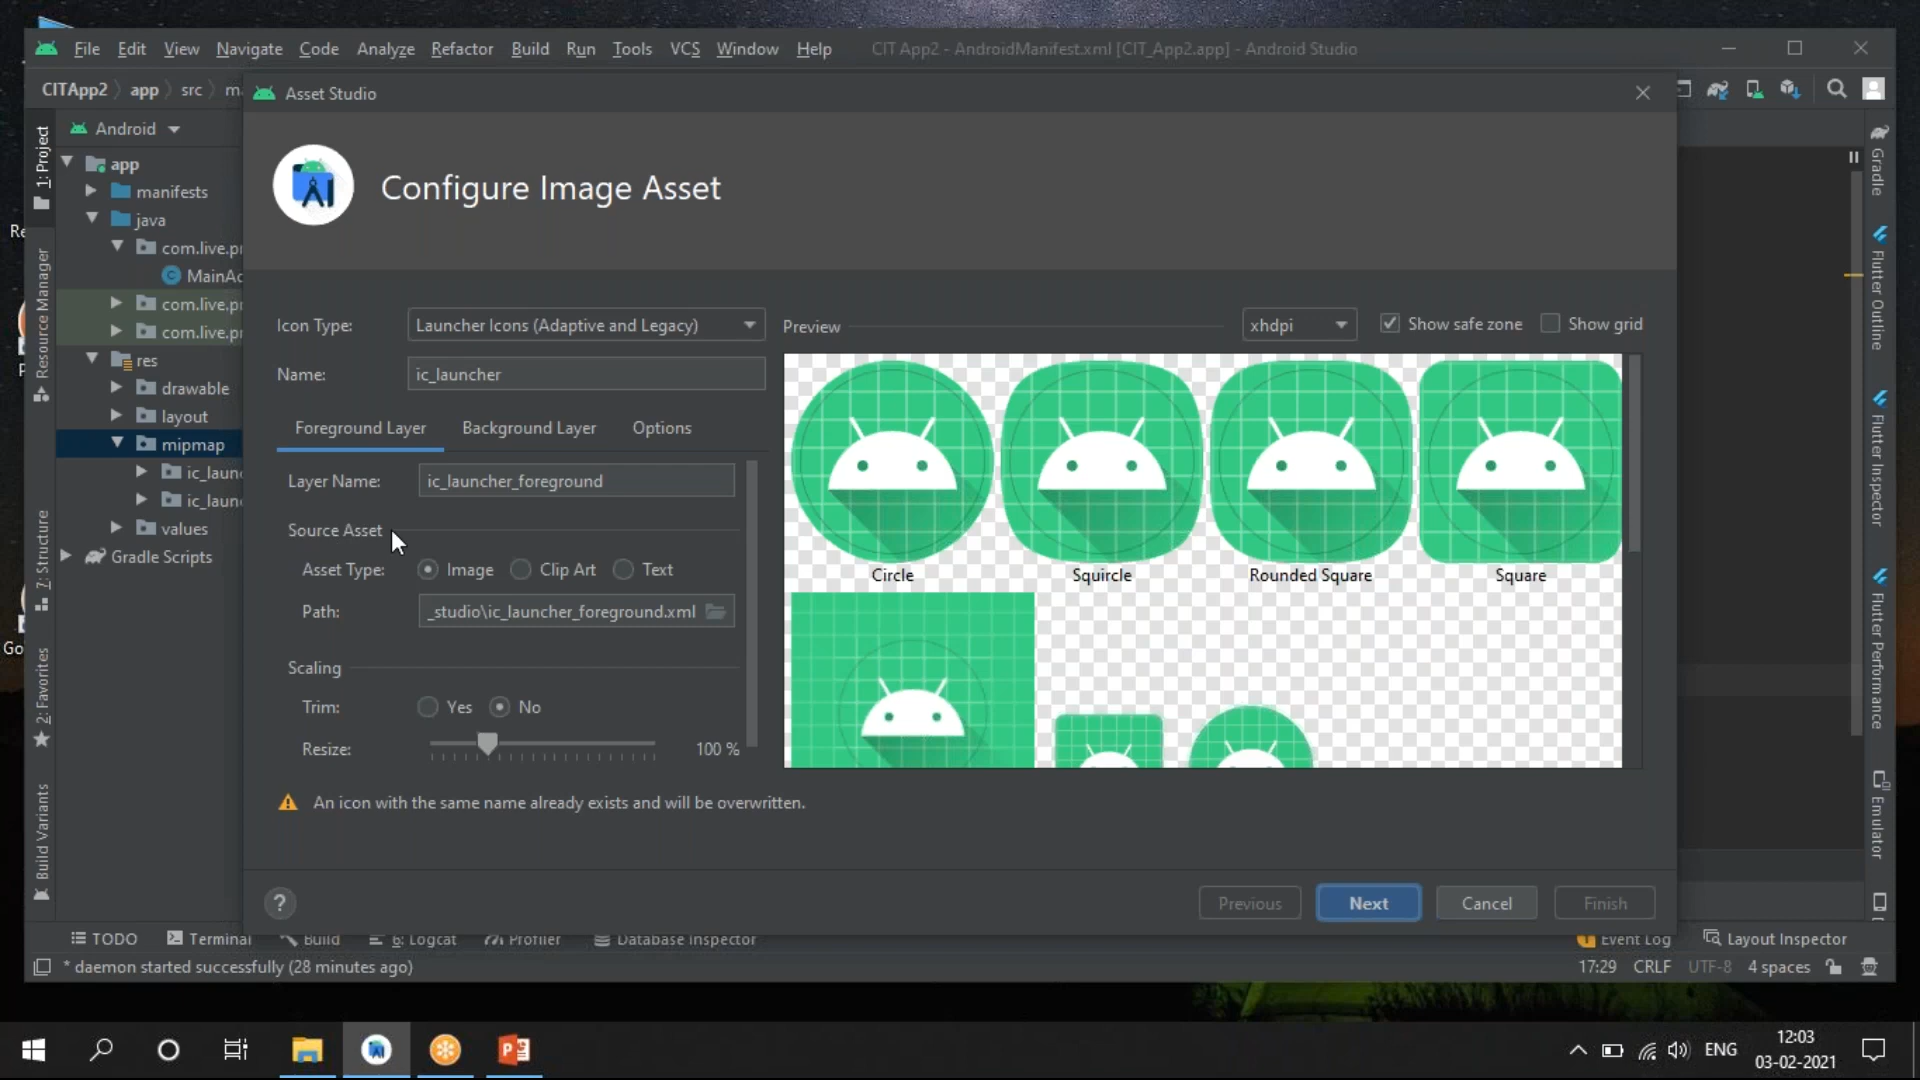 File Edit View Navigate Code Analyze Refactor Build Run Tools VCS Window Help CIT App2 - AndroidManifest.xml [CIT_App2.app] - Android Studio
CITApp2 app src
Asset Studio
Android
1: Project
Resource Manager
7: Structure
2: Favorites
Build Variants
app
manifests
java
com.live.pr
MainAc
com.live.pr
com.live.pr
res
drawable
layout
mipmap
ic_laun
ic_laun
values
Gradle Scripts
Configure Image Asset
Icon Type: Launcher Icons (Adaptive and Legacy)
Name: ic_launcher
Foreground Layer Background Layer Options
Layer Name: ic_launcher_foreground
Source Asset
Asset Type: Image Clip Art Text
Path: _studio\ic_launcher_foreground.xml
Scaling
Trim: Yes No
Resize: 100 %
Preview xhdpi Show safe zone Show grid
Circle Squircle Rounded Square Square
An icon with the same name already exists and will be overwritten.
? Previous Next Cancel Finish
Gradle
Flutter Outline
Flutter Inspector
Flutter Performance
Emulator
TODO Terminal Build 6: Logcat Profiler Database Inspector Event Log Layout Inspector
* daemon started successfully (28 minutes ago) 17:29 CRLF UTF-8 4 spaces
ENG
12:03
03-02-2021